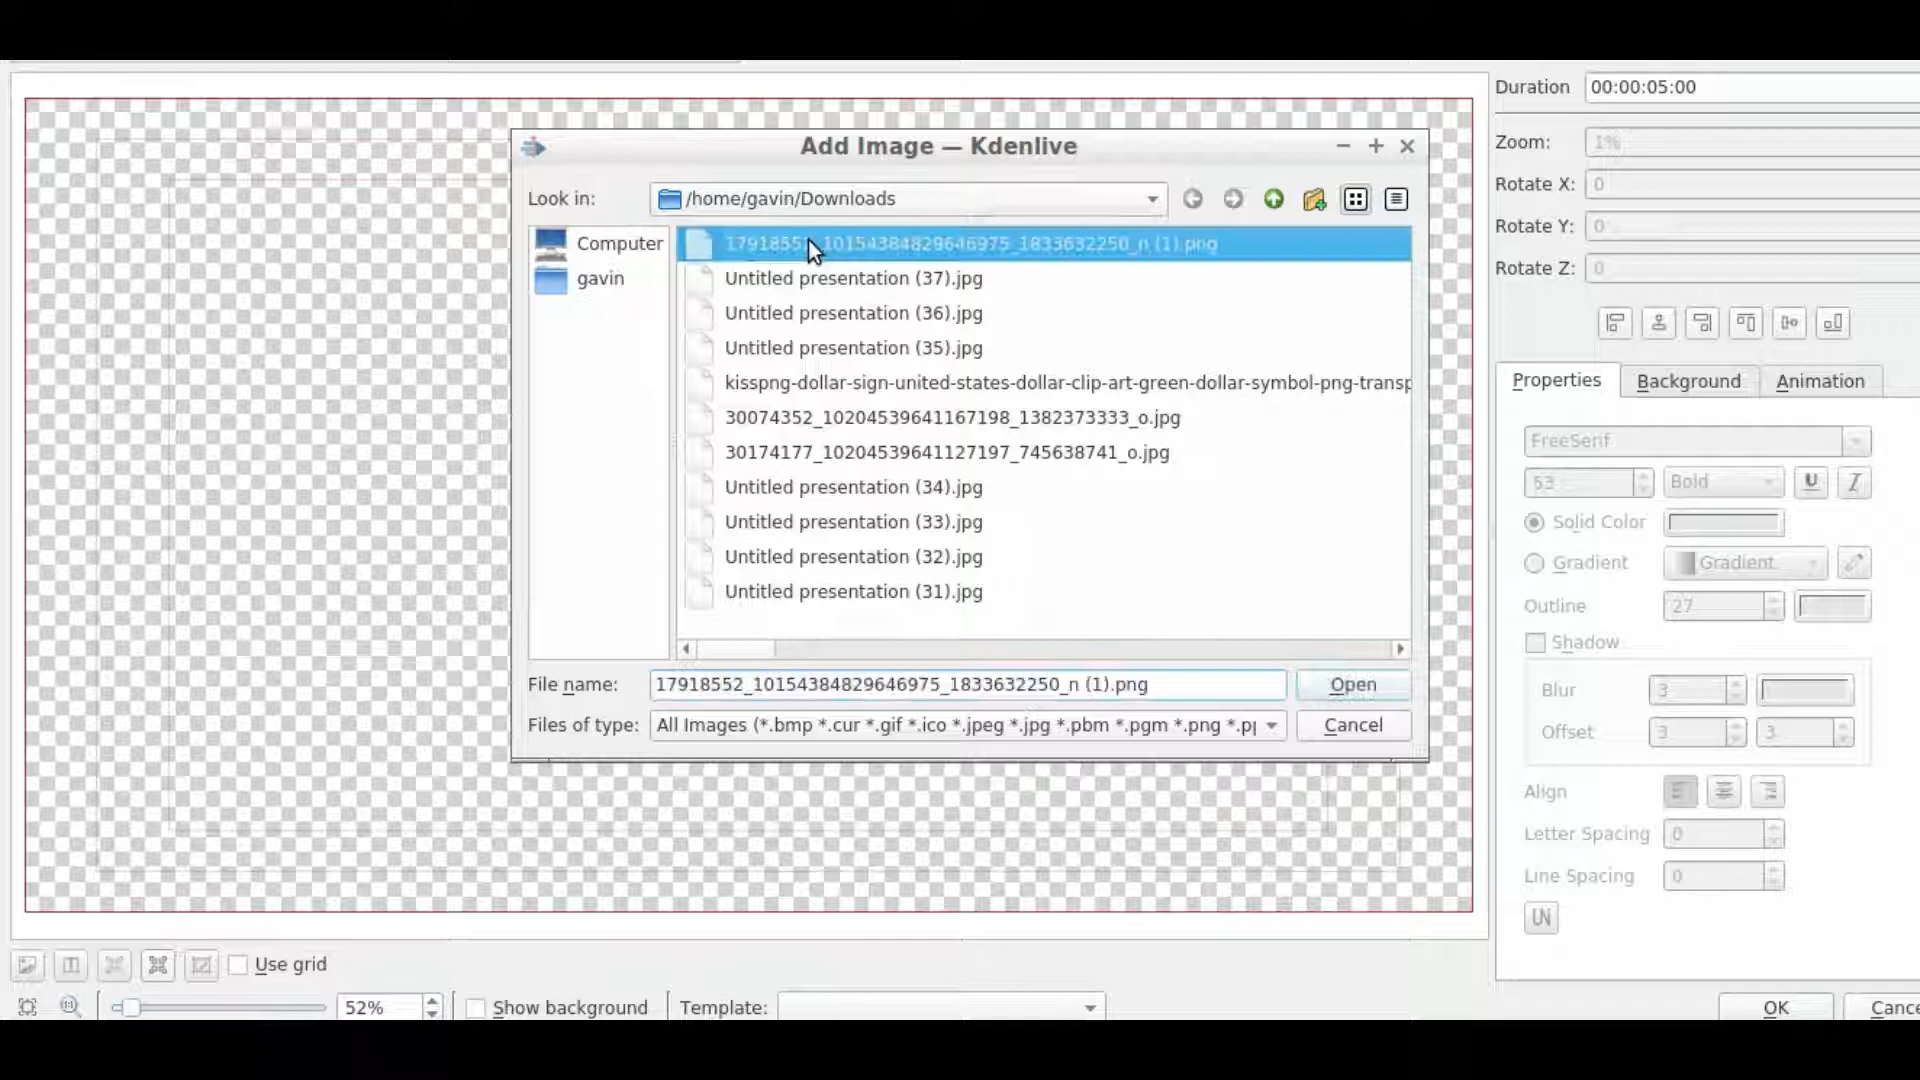 Add Image — Kdenlive
Look in:
/home/gavin/Downloads
Computer
gavin
17918552_10154384829646975_1833632250_n (1).png
Untitled presentation (37).jpg
Untitled presentation (36).jpg
Untitled presentation (35).jpg
kisspng-dollar-sign-united-states-dollar-clip-art-green-dollar-symbol-png-transp
30074352_10204539641167198_1382373333_o.jpg
30174177_10204539641127197_745638741_o.jpg
Untitled presentation (34).jpg
Untitled presentation (33).jpg
Untitled presentation (32).jpg
Untitled presentation (31).jpg
File name:
17918552_10154384829646975_1833632250_n (1).png
Open
Files of type:
All Images (*.bmp *.cur *.gif *.ico *.jpeg *.jpg *.pbm *.pgm *.png *.p
Cancel
Duration 00:00:05:00
Zoom: 1%
Rotate X: 0
Rotate Y: 0
Rotate Z: 0
Properties Background Animation
FreeSerif
53 Bold U I
Solid Color
Gradient Gradient
Outline 27
Shadow
Blur 3
Offset 3 3
Align
Letter Spacing 0
Line Spacing 0
UN
Use grid
52%
Show background
Template:
OK
Cance